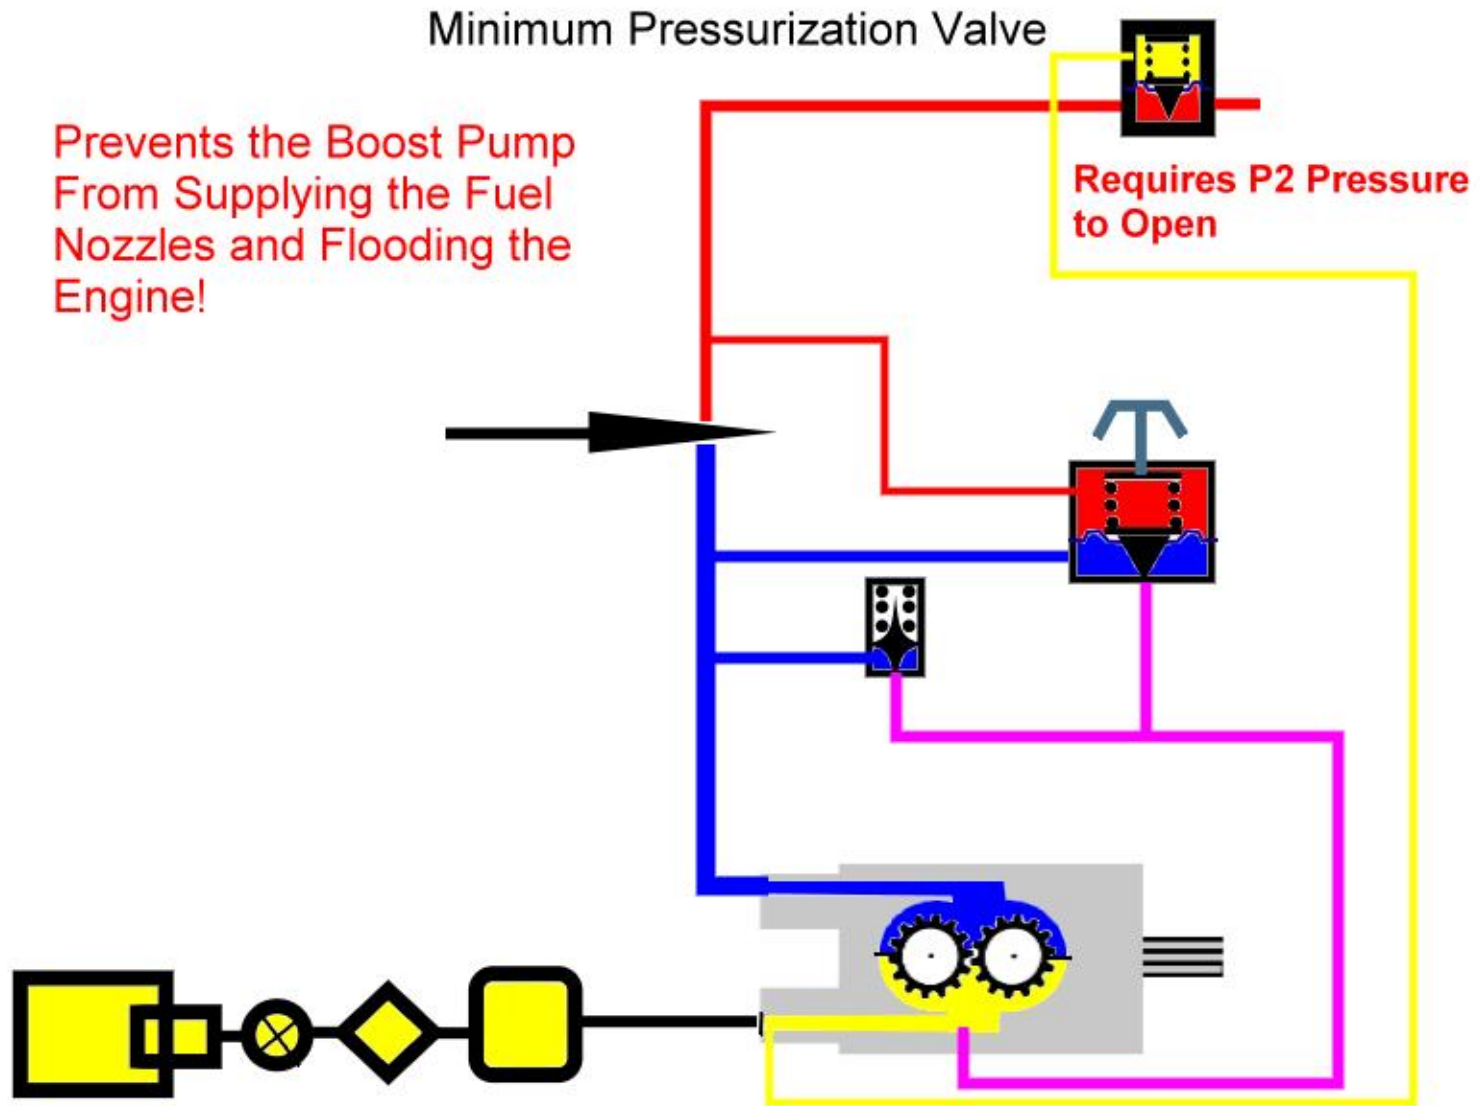 Minimum Pressurization Valve
Prevents the Boost Pump
From Supplying the Fuel
Nozzles and Flooding the
Engine!
Requires P2 Pressure
to Open